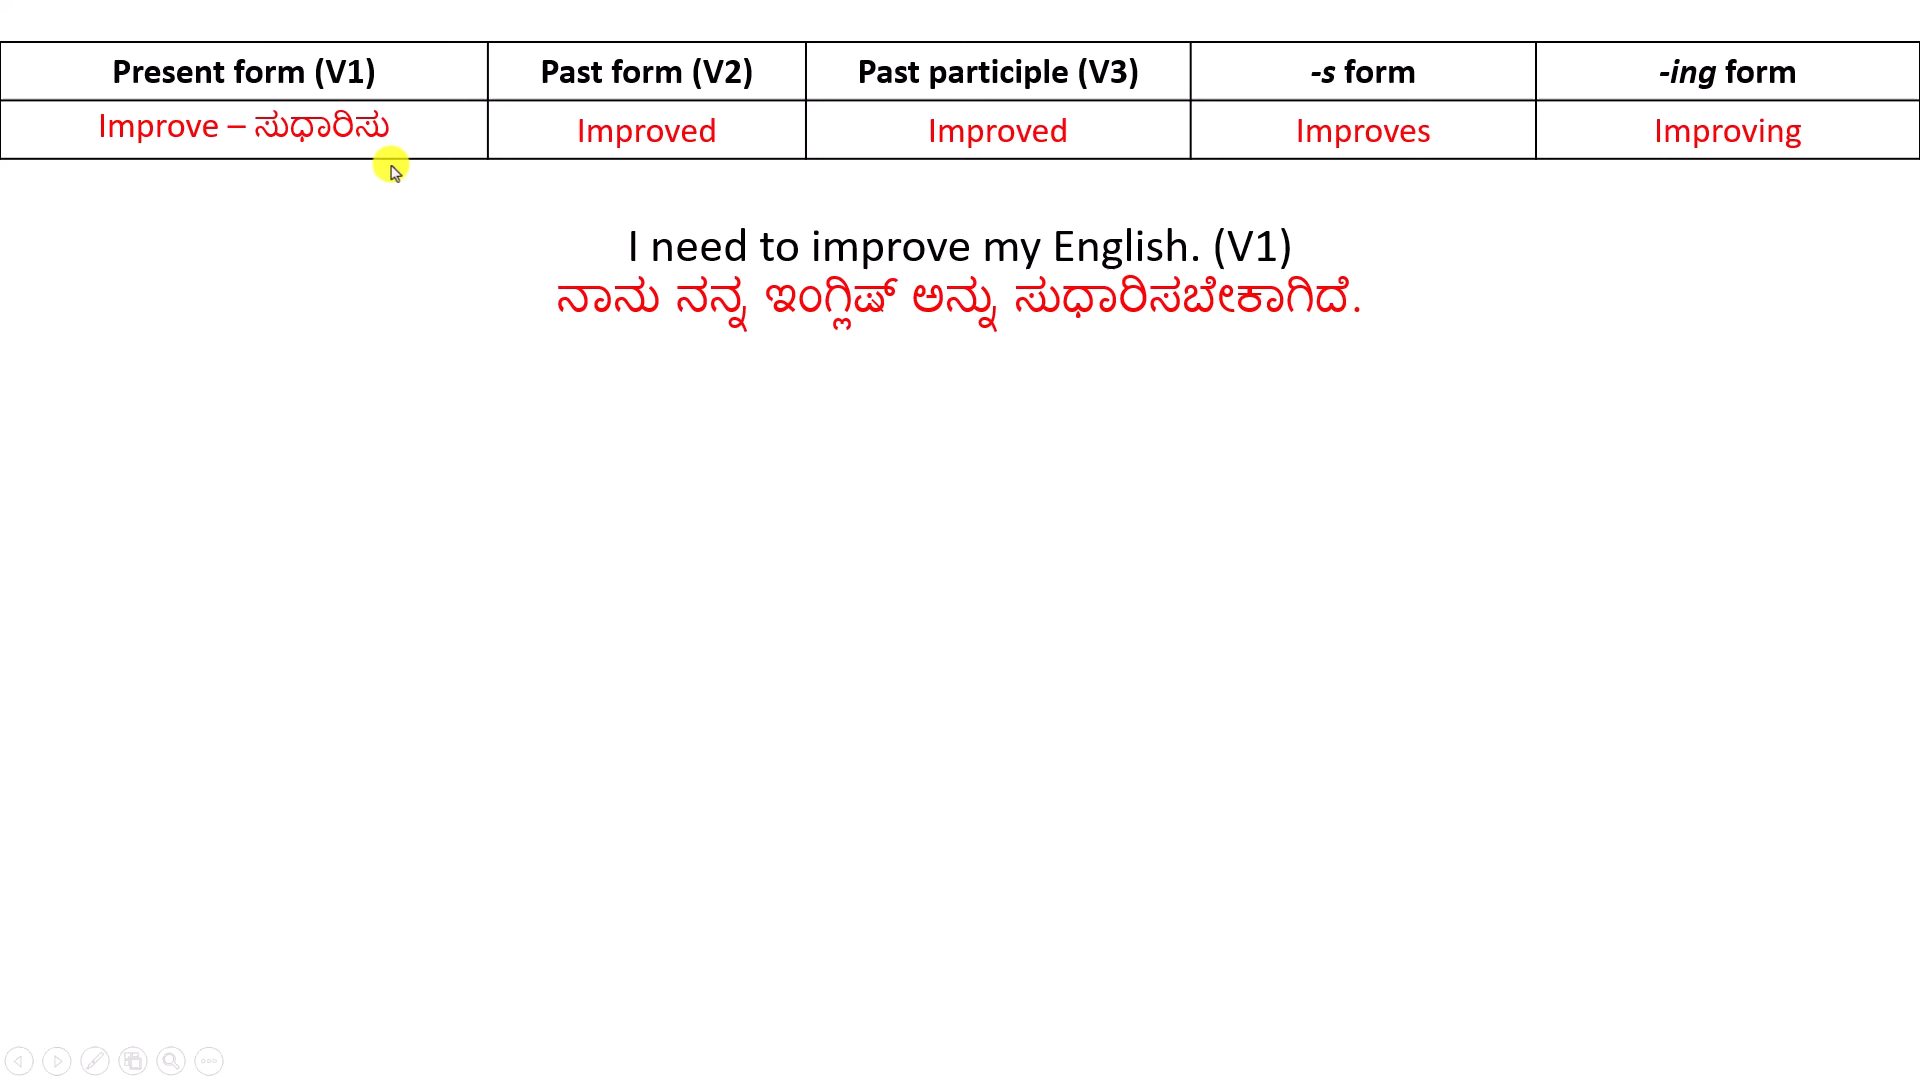 Present form (V1) Past form (V2) Past participle (V3) -s form -ing form
Improve – ಸುಧಾರಿಸು Improved Improved Improves Improving
I need to improve my English. (V1)
ನಾನು ನನ್ನ ಇಂಗ್ಲಿಷ್ ಅನ್ನು ಸುಧಾರಿಸಬೇಕಾಗಿದೆ.